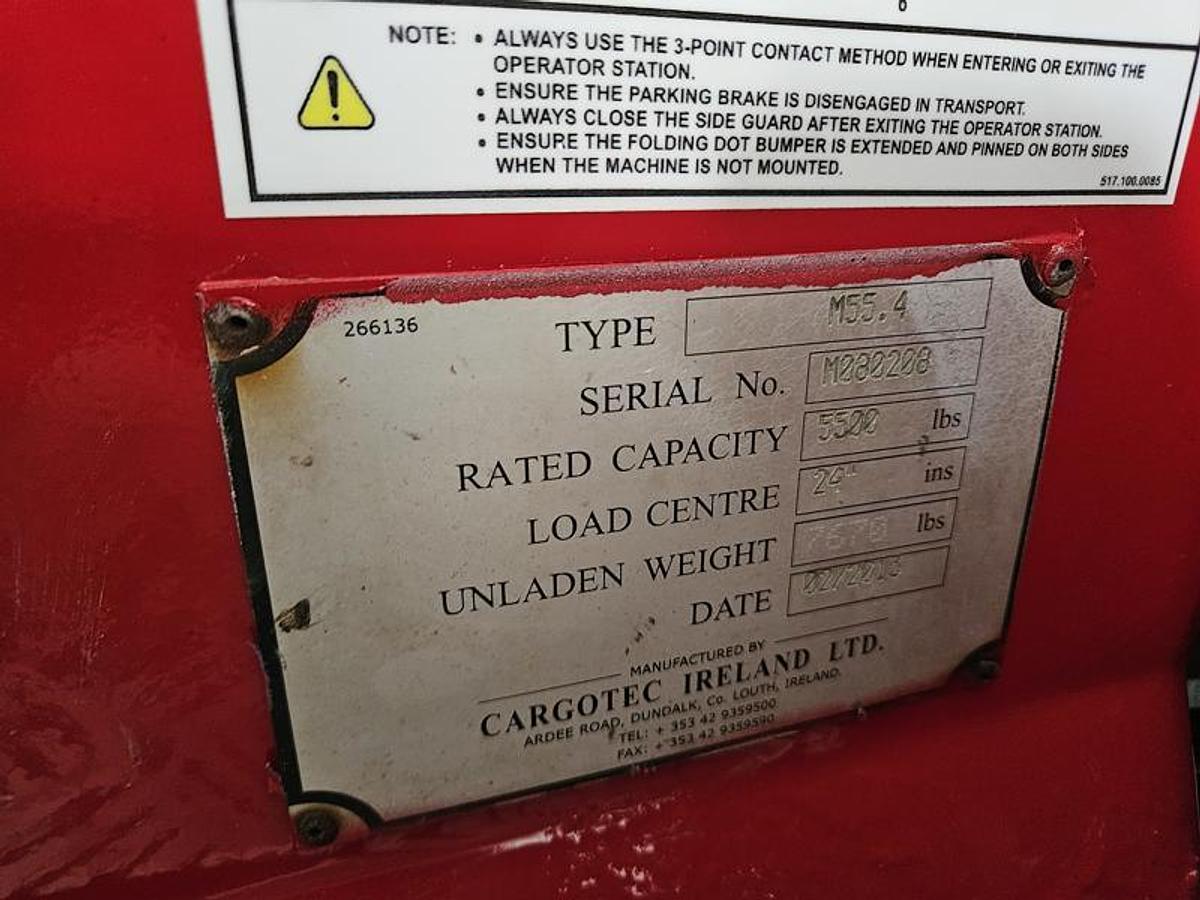 NOTE: • ALWAYS USE THE 3-POINT CONTACT METHOD WHEN ENTERING OR EXITING THE
OPERATOR STATION.
• ENSURE THE PARKING BRAKE IS DISENGAGED IN TRANSPORT.
• ALWAYS CLOSE THE SIDE GUARD AFTER EXITING THE OPERATOR STATION.
• ENSURE THE FOLDING DOT BUMPER IS EXTENDED AND PINNED ON BOTH SIDES
WHEN THE MACHINE IS NOT MOUNTED.
517.100.0085
266136
TYPE M55.4
SERIAL No. M080208
RATED CAPACITY 5500 lbs
LOAD CENTRE 24" ins
UNLADEN WEIGHT lbs
DATE
MANUFACTURED BY
CARGOTEC IRELAND LTD.
ARDEE ROAD, DUNDALK, Co. LOUTH, IRELAND.
TEL: + 353 42 9359500
FAX: + 353 42 9359590